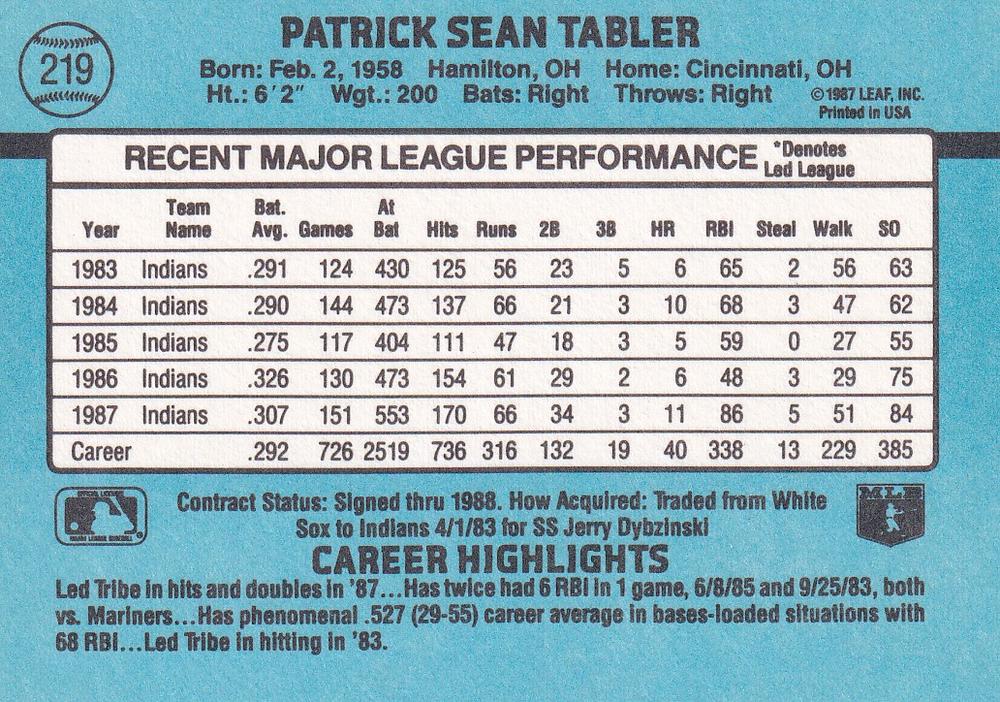 PATRICK SEAN TABLER
219
Born: Feb. 2, 1958 Hamilton, OH Home: Cincinnati, OH
Ht.: 6'2" Wgt.: 200 Bats: Right Throws: Right
©1987 LEAF, INC.
Printed in USA
RECENT MAJOR LEAGUE PERFORMANCE *Denotes Led League
Year Team Name Bat. Avg. Games At Bat Hits Runs 2B 3B HR RBI Steal Walk SO
1983 Indians .291 124 430 125 56 23 5 6 65 2 56 63
1984 Indians .290 144 473 137 66 21 3 10 68 3 47 62
1985 Indians .275 117 404 111 47 18 3 5 59 0 27 55
1986 Indians .326 130 473 154 61 29 2 6 48 3 29 75
1987 Indians .307 151 553 170 66 34 3 11 86 5 51 84
Career .292 726 2519 736 316 132 19 40 338 13 229 385
Contract Status: Signed thru 1988. How Acquired: Traded from White
Sox to Indians 4/1/83 for SS Jerry Dybzinski
MLB
CAREER HIGHLIGHTS
Led Tribe in hits and doubles in '87...Has twice had 6 RBI in 1 game, 6/8/85 and 9/25/83, both
vs. Mariners...Has phenomenal .527 (29-55) career average in bases-loaded situations with
68 RBI...Led Tribe in hitting in '83.